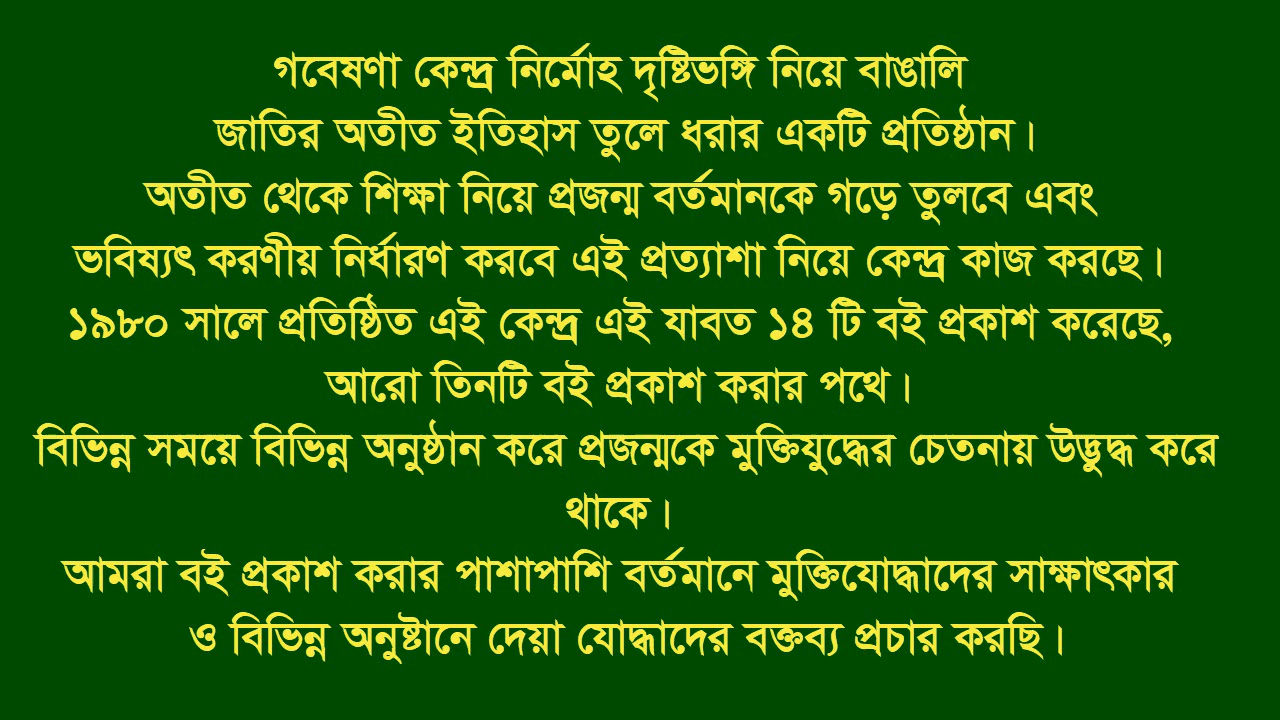 গবেষণা কেন্দ্র নির্মোহ দৃষ্টিভঙ্গি নিয়ে বাঙালি
জাতির অতীত ইতিহাস তুলে ধরার একটি প্রতিষ্ঠান।
অতীত থেকে শিক্ষা নিয়ে প্রজন্ম বর্তমানকে গড়ে তুলবে এবং
ভবিষ্যৎ করণীয় নির্ধারণ করবে এই প্রত্যাশা নিয়ে কেন্দ্র কাজ করছে।
১৯৮০ সালে প্রতিষ্ঠিত এই কেন্দ্র এই যাবত ১৪ টি বই প্রকাশ করেছে,
আরো তিনটি বই প্রকাশ করার পথে।
বিভিন্ন সময়ে বিভিন্ন অনুষ্ঠান করে প্রজন্মকে মুক্তিযুদ্ধের চেতনায় উদ্ভুদ্ধ করে
থাকে।
আমরা বই প্রকাশ করার পাশাপাশি বর্তমানে মুক্তিযোদ্ধাদের সাক্ষাৎকার
ও বিভিন্ন অনুষ্টানে দেয়া যোদ্ধাদের বক্তব্য প্রচার করছি।